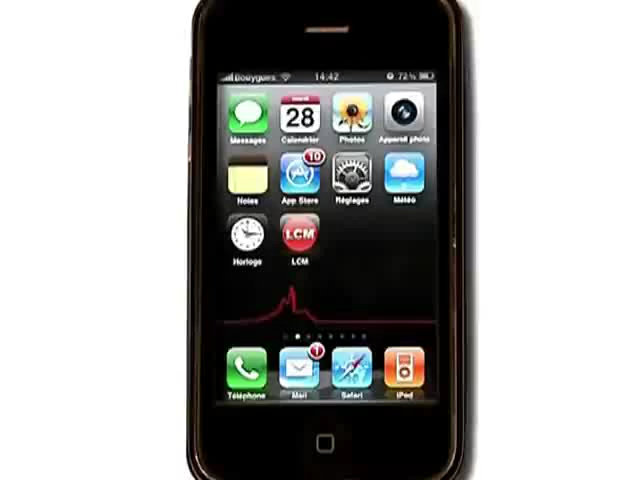 Bouygues 14:42 72 %
28
Messages Calendrier Photos Appareil photo
10
Notes App Store Réglages Météo
LCM
Horloge LCM
1
Téléphone Mail Safari iPod